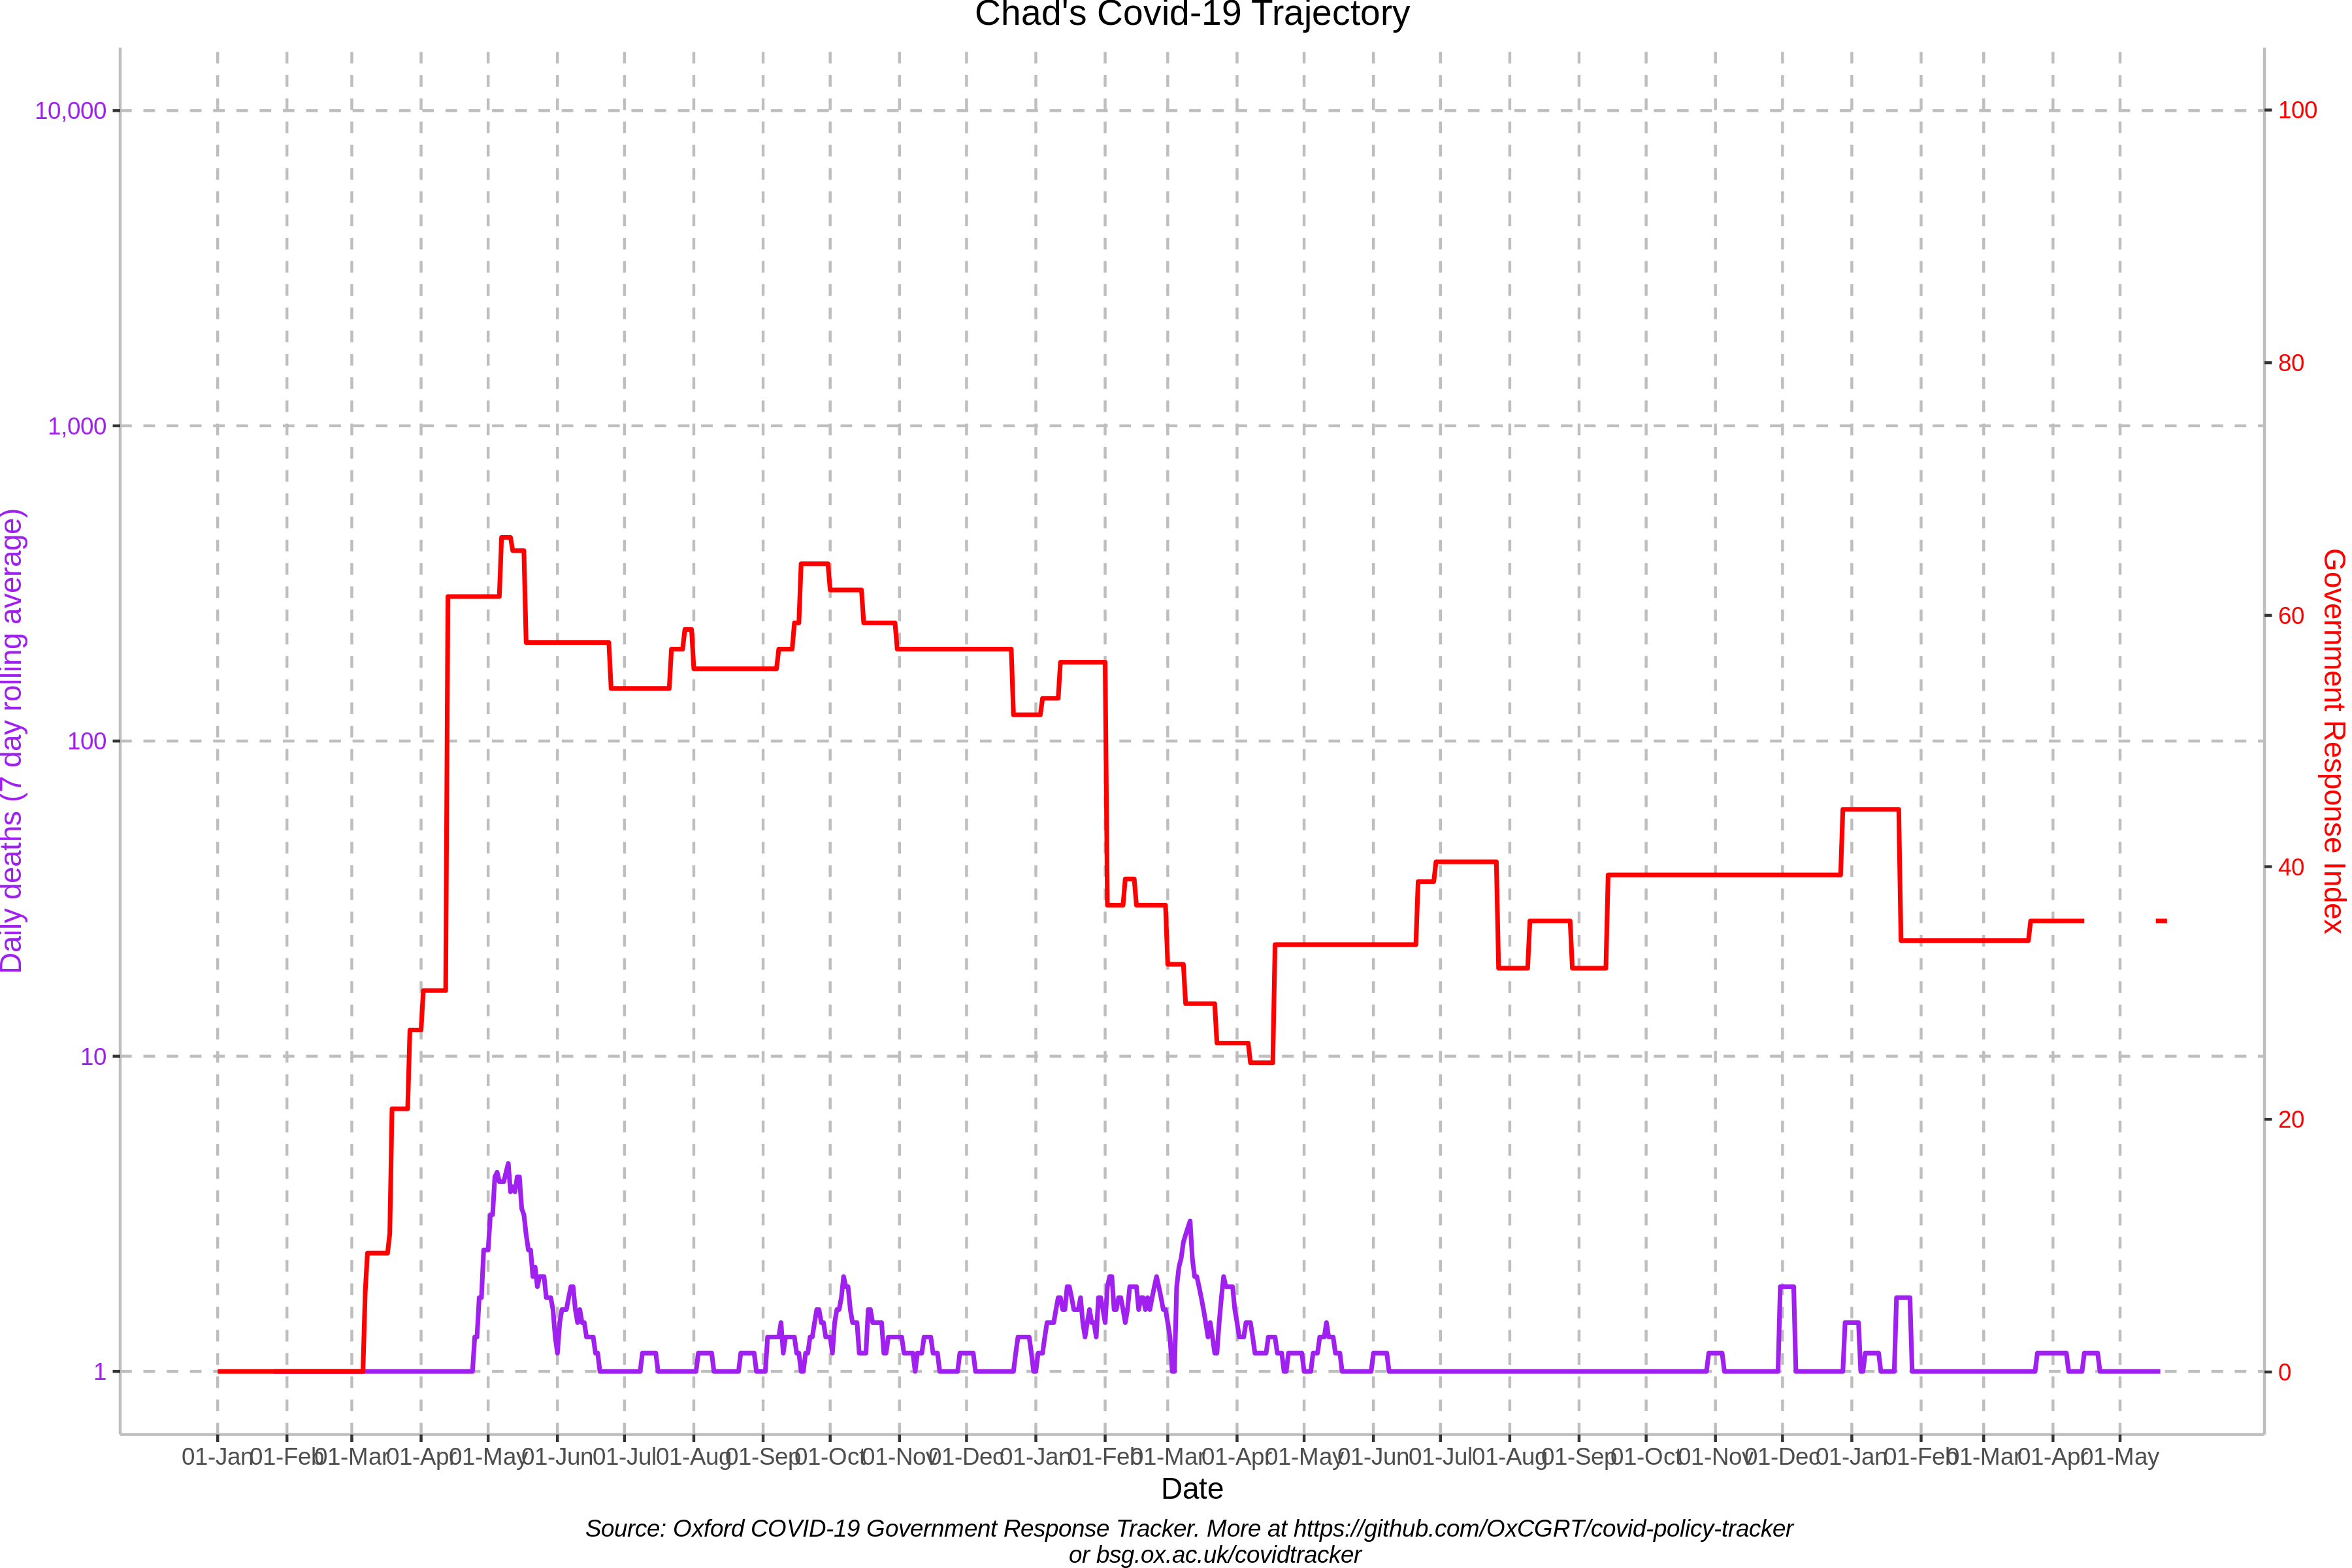 Chad's Covid-19 Trajectory
Daily deaths (7 day rolling average)
10,000
1,000
100
10
1
100
80
60
40
20
0
Government Response Index
01-Jan
01-Feb
01-Mar
01-Apr
01-May
01-Jun
01-Jul
01-Aug
01-Sep
01-Oct
01-Nov
01-Dec
01-Jan
01-Feb
01-Mar
01-Apr
01-May
01-Jun
01-Jul
01-Aug
01-Sep
01-Oct
01-Nov
01-Dec
01-Jan
01-Feb
01-Mar
01-Apr
01-May
Date
Source: Oxford COVID-19 Government Response Tracker. More at https://github.com/OxCGRT/covid-policy-tracker
or bsg.ox.ac.uk/covidtracker